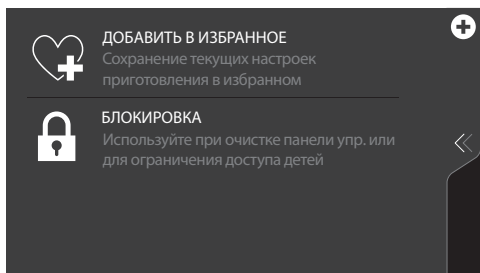 ДОБАВИТЬ В ИЗБРАННОЕ
Сохранение текущих настроек
приготовления в избранном
БЛОКИРОВКА
Используйте при очистке панели упр. или
для ограничения доступа детей